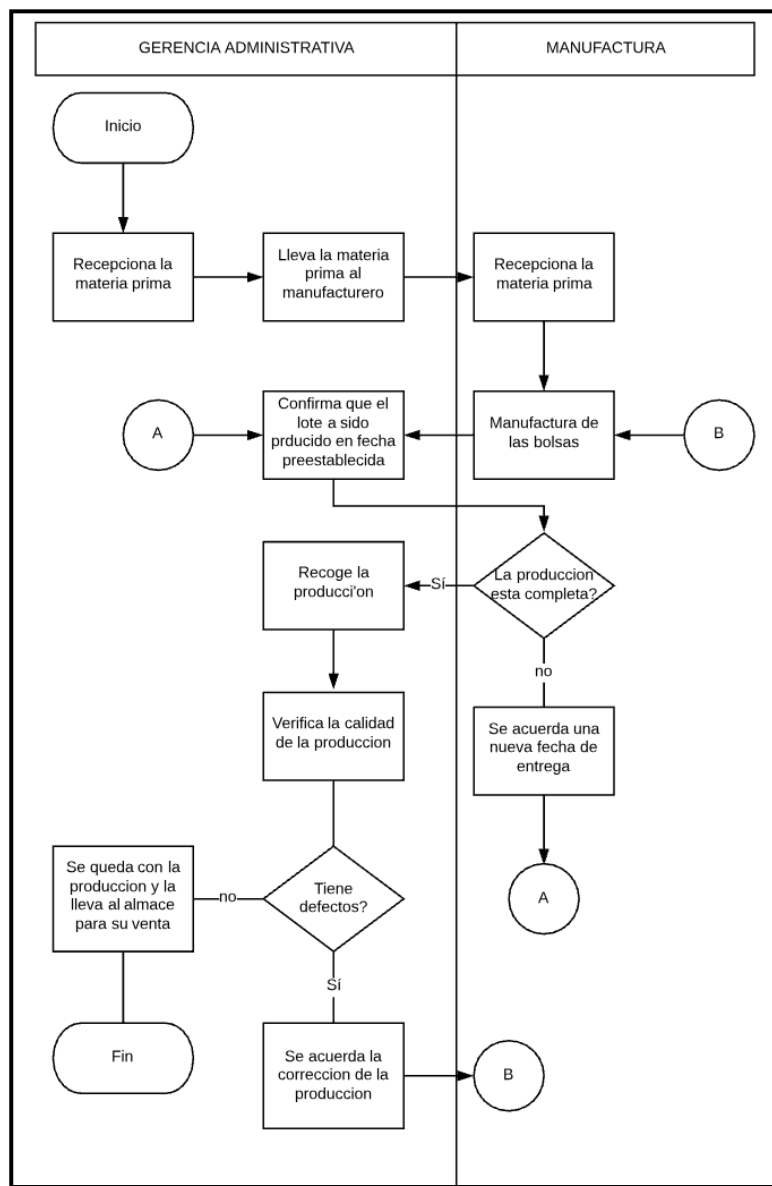 GERENCIA ADMINISTRATIVA
MANUFACTURA
Inicio
Recepciona la
materia prima
Lleva la materia
prima al
manufacturero
Recepciona la
materia prima
A
Confirma que el
lote a sido
prducido en fecha
preestablecida
Manufactura de
las bolsas
B
Recoge la
producci'on
Sí
La produccion
esta completa?
no
Verifica la calidad
de la produccion
Se acuerda una
nueva fecha de
entrega
Se queda con la
produccion y la
lleva al almace
para su venta
no
Tiene
defectos?
A
Sí
Fin
Se acuerda la
correccion de la
produccion
B